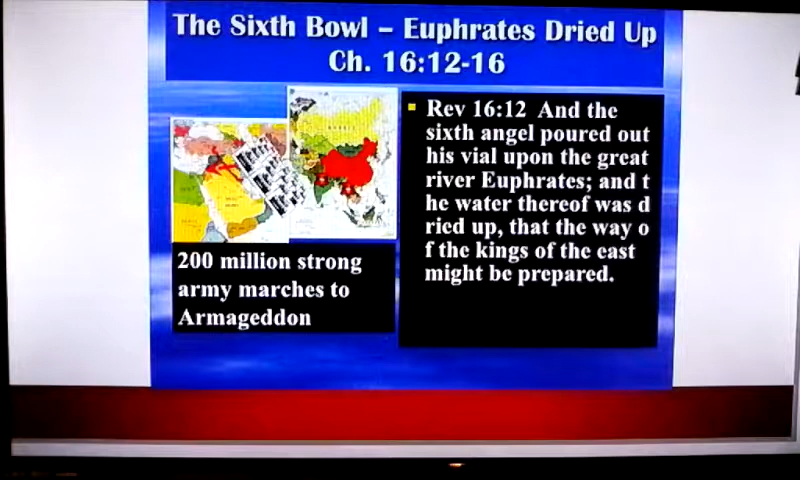 The Sixth Bowl – Euphrates Dried Up
Ch. 16:12-16
Rev 16:12 And the
sixth angel poured out
his vial upon the great
river Euphrates; and t
he water thereof was d
ried up, that the way o
f the kings of the east
might be prepared.
200 million strong
army marches to
Armageddon